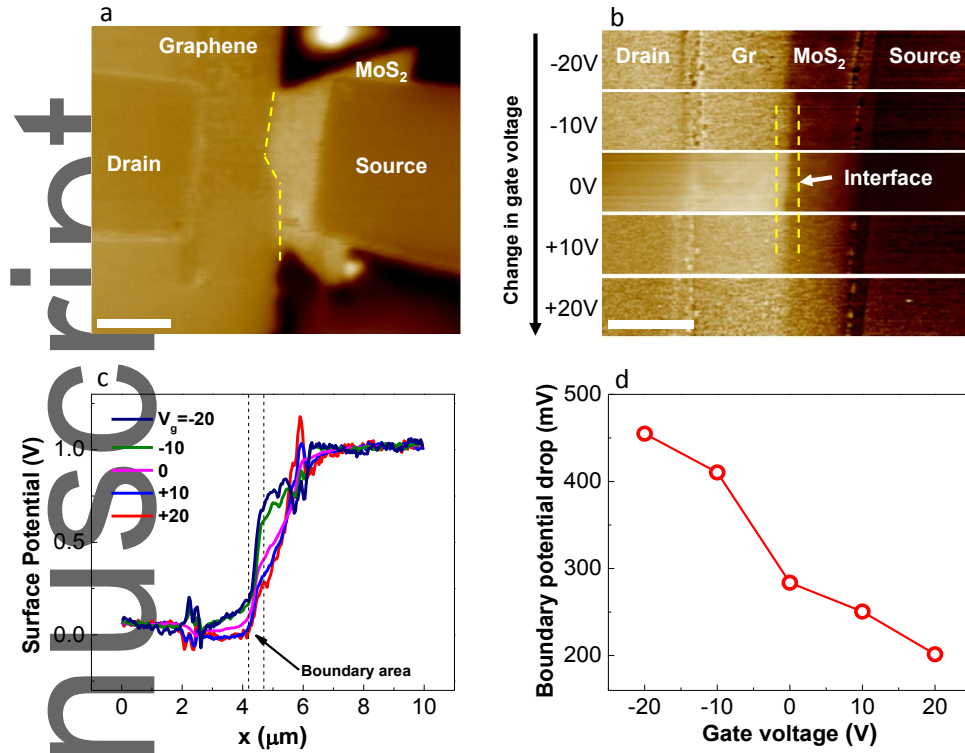 a
Graphene
MoS₂
Drain
Source
b
Change in gate voltage
-20V
-10V
0V
+10V
+20V
Drain
Gr
MoS₂
Source
Interface
c
Surface Potential (V)
1.0
0.5
0.0
V_g=-20
-10
0
+10
+20
Boundary area
0 2 4 6 8 10
x (μm)
d
Boundary potential drop (mV)
500
450
400
200
-20 -10 0 10 20
Gate voltage (V)
nuscript